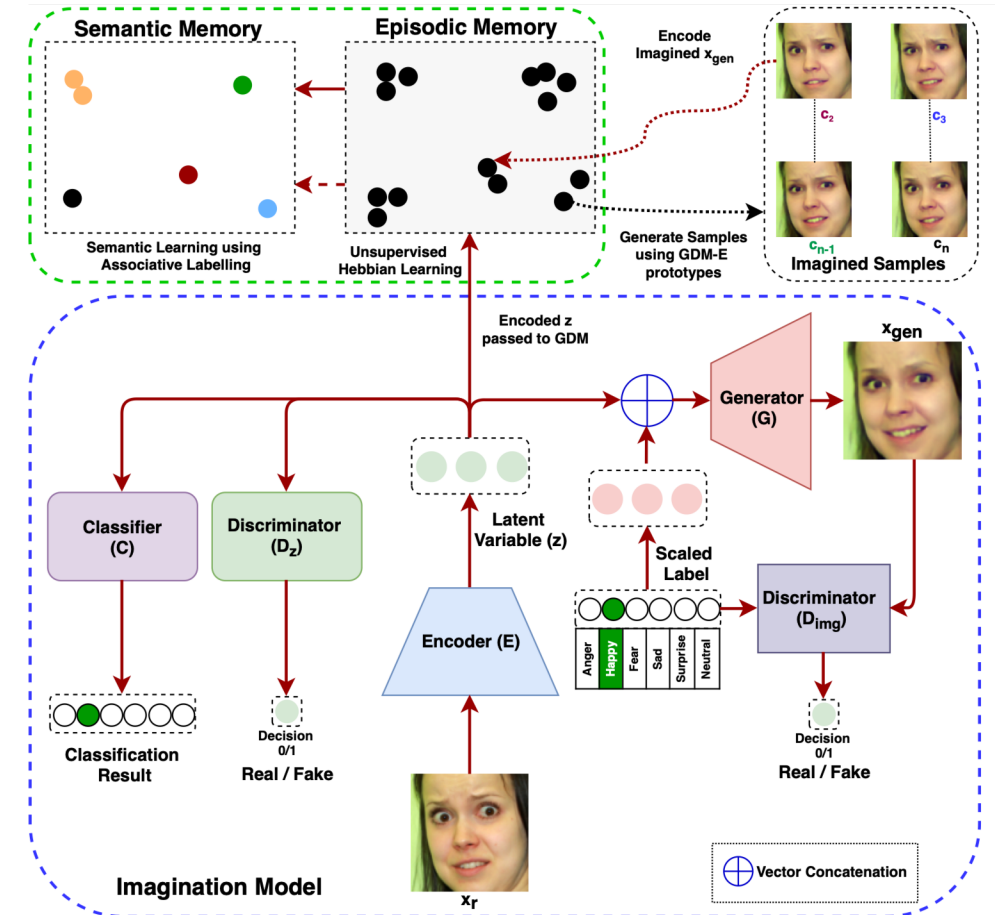 Semantic Memory
Episodic Memory
Encode
Imagined x_gen
c_2
c_3
c_n-1
c_n
Imagined Samples
Semantic Learning using
Associative Labelling
Unsupervised
Hebbian Learning
Generate Samples
using GDM-E
prototypes
Encoded z
passed to GDM
x_gen
Generator
(G)
Classifier
(C)
Discriminator
(D_z)
Latent
Variable (z)
Scaled
Label
Encoder (E)
Discriminator
(D_img)
Anger
Happy
Fear
Sad
Surprise
Neutral
Classification
Result
Decision
0/1
Real / Fake
Decision
0/1
Real / Fake
x_r
Imagination Model
Vector Concatenation